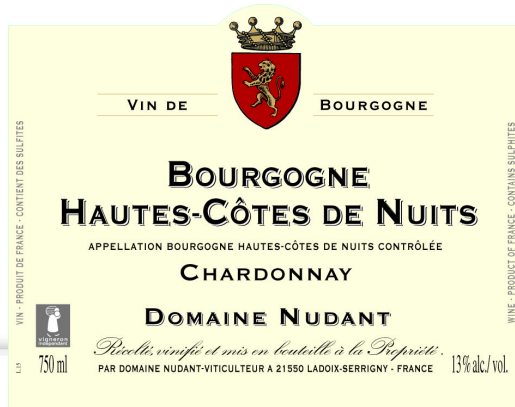 VIN DE BOURGOGNE
BOURGOGNE
HAUTES-CÔTES DE NUITS
APPELLATION BOURGOGNE HAUTES-CÔTES DE NUITS CONTRÔLÉE
CHARDONNAY
DOMAINE NUDANT
Récolté, vinifié et mis en bouteille à la Propriété.
PAR DOMAINE NUDANT-VITICULTEUR A 21550 LADOIX-SERRIGNY - FRANCE
750 ml
13% alc./ vol.
L.15
vigneron
indépendant
VIN - PRODUIT DE FRANCE - CONTIENT DES SULFITES
WINE - PRODUCT OF FRANCE - CONTAINS SULPHITES